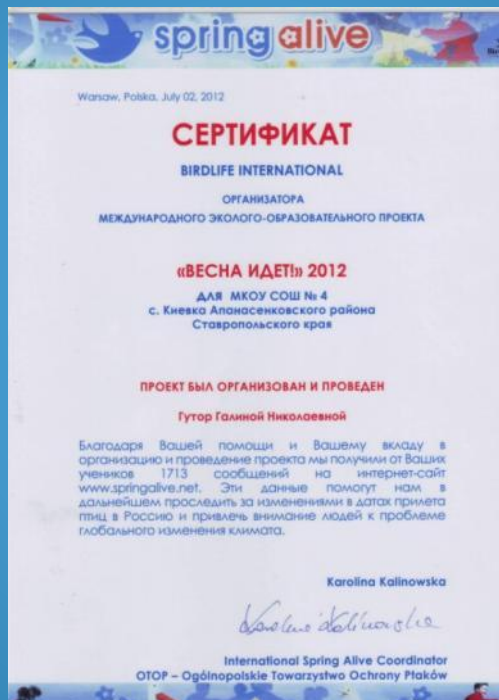 spring alive
Warsaw, Polska, July 02, 2012
СЕРТИФИКАТ
BIRDLIFE INTERNATIONAL
ОРГАНИЗАТОРА
МЕЖДУНАРОДНОГО ЭКОЛОГО-ОБРАЗОВАТЕЛЬНОГО ПРОЕКТА
«ВЕСНА ИДЕТ!» 2012
ДЛЯ МКОУ СОШ № 4
с. Киевка Апанасенковского района
Ставропольского края
ПРОЕКТ БЫЛ ОРГАНИЗОВАН И ПРОВЕДЕН
Гутор Галиной Николаевной
Благодаря Вашей помощи и Вашему вкладу в
организацию и проведение проекта мы получили от Ваших
учеников 1713 сообщений на интернет-сайт
www.springalive.net. Эти данные помогут нам в
дальнейшем проследить за изменениями в датах прилета
птиц в Россию и привлечь внимание людей к проблеме
глобального изменения климата.
Karolina Kalinowska
Karolina Kalinowska
International Spring Alive Coordinator
OTOP – Ogólnopolskie Towarzystwo Ochrony Ptaków